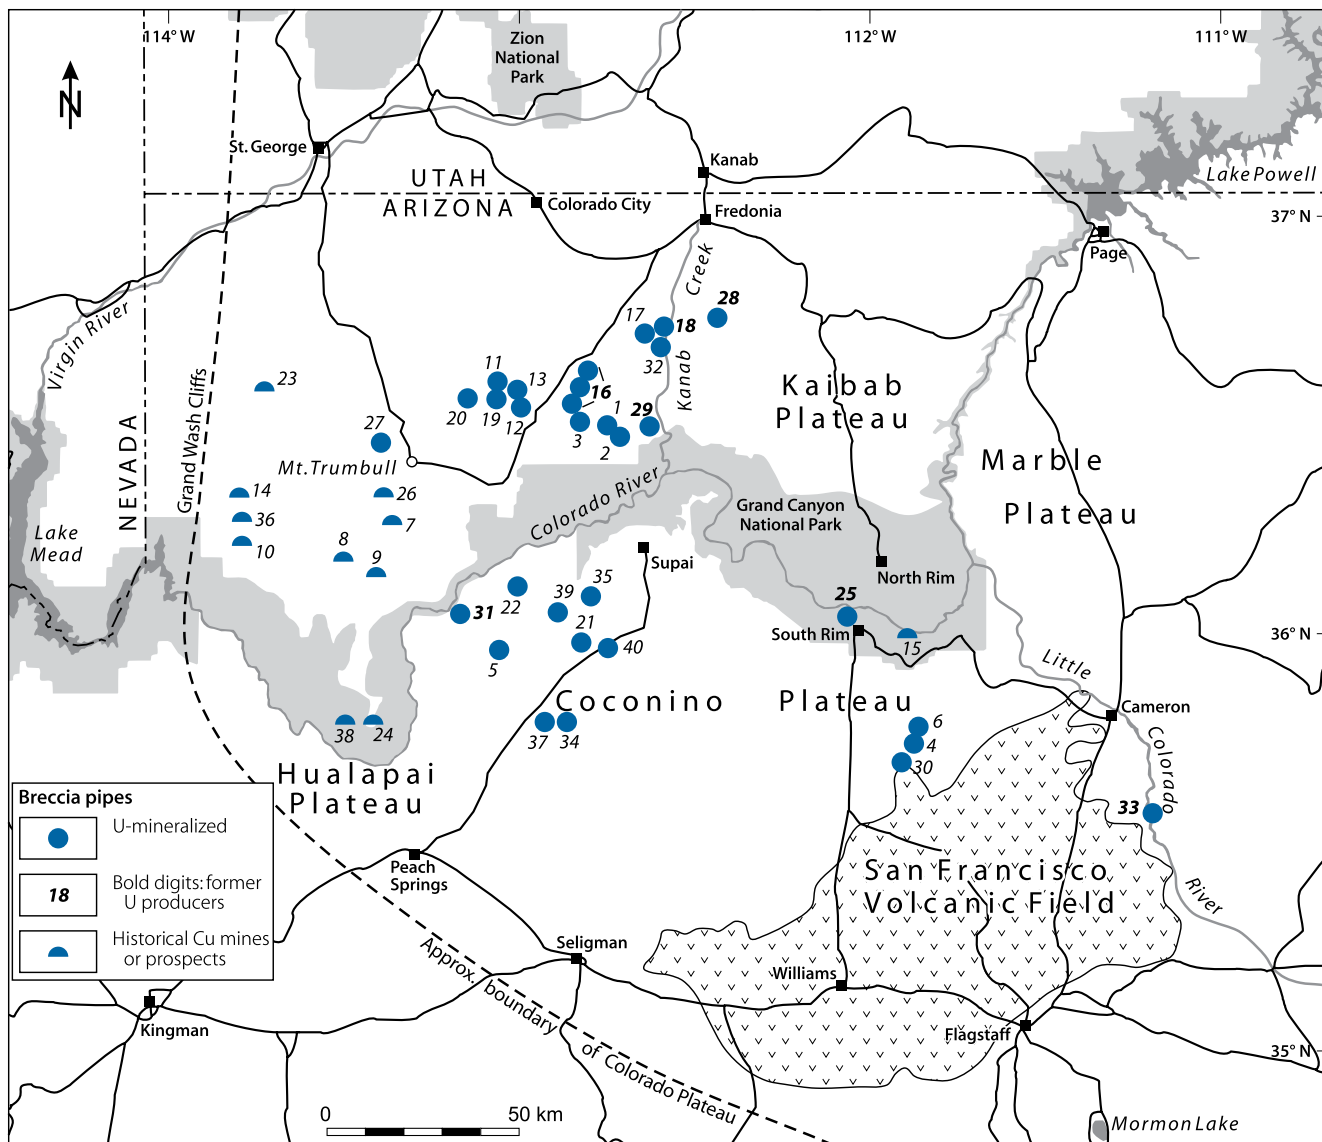 114° W
112° W
111° W
Zion
National
Park
N
St. George
Kanab
Lake Powell
UTAH
ARIZONA
Colorado City
Fredonia
37° N
Page
Creek
Virgin River
28
17
18
32
Kanab
Grand Wash Cliffs
23
11
13
20
19
12
16
1
29
3
2
Kaibab
Plateau
27
Mt. Trumbull
NEVADA
Marble
Plateau
14
26
36
7
10
8
9
Colorado River
Grand Canyon
National Park
Lake
Mead
Supai
North Rim
31
22
39
35
25
South Rim
15
36° N
21
40
5
Little
Coconino Plateau
Cameron
38
24
37
34
6
4
30
Colorado
33
Hualapai
Plateau
Breccia pipes
U-mineralized
18
Bold digits: former
U producers
Historical Cu mines
or prospects
Peach
Springs
San Francisco
Volcanic Field
River
Seligman
Approx. boundary
of Colorado Plateau
Williams
Kingman
Flagstaff
35° N
0
50 km
Mormon Lake